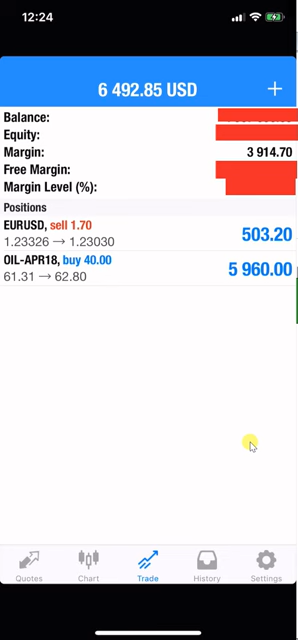 12:24
6 492.85 USD +
Balance:
Equity:
Margin: 3 914.70
Free Margin:
Margin Level (%):
Positions
EURUSD, sell 1.70 503.20
1.23326 → 1.23030
OIL-APR18, buy 40.00 5 960.00
61.31 → 62.80
Quotes Chart Trade History Settings